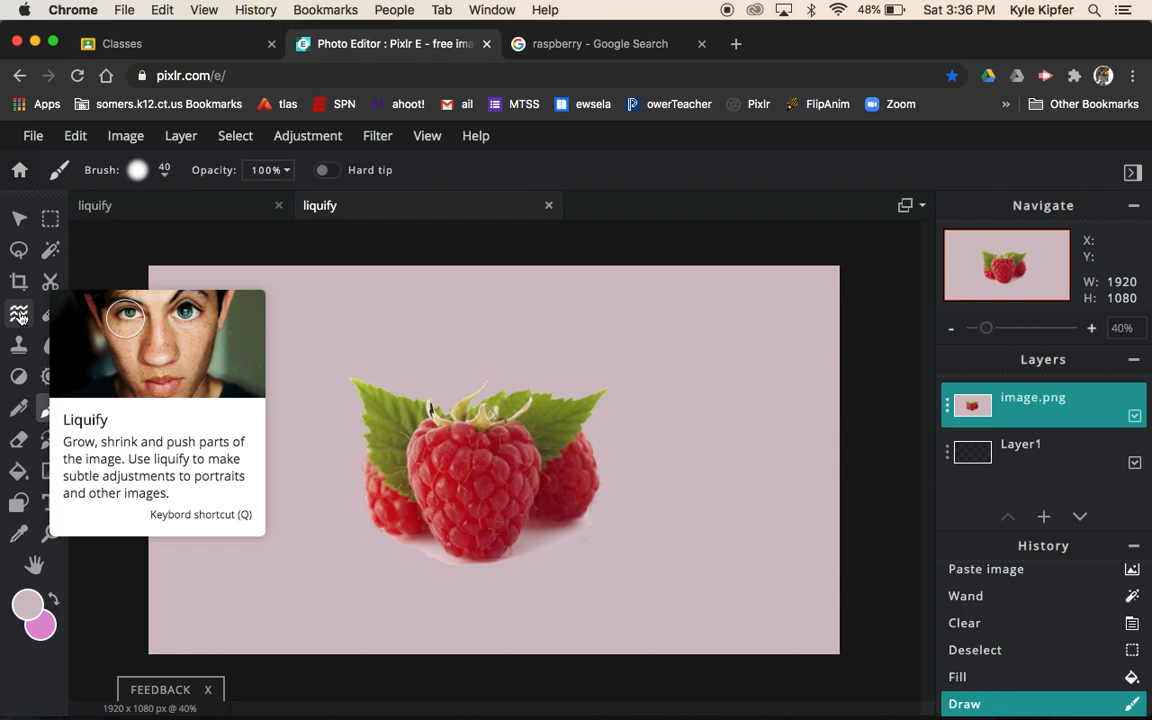 Chrome File Edit View History Bookmarks People Tab Window Help 48% Sat 3:36 PM Kyle Kipfer
Classes Photo Editor : Pixlr E - free ima raspberry - Google Search
pixlr.com/e/
Apps somers.k12.ct.us Bookmarks tlas SPN ahoot! ail MTSS ewsela owerTeacher Pixlr FlipAnim Zoom » Other Bookmarks
File Edit Image Layer Select Adjustment Filter View Help
Brush: 40 Opacity: 100% Hard tip
liquify liquify
Navigate
X:
Y:
W: 1920
H: 1080
- + 40%
Layers
image.png
Layer1
History
Paste image
Wand
Clear
Deselect
Fill
Draw
Liquify
Grow, shrink and push parts of
the image. Use liquify to make
subtle adjustments to portraits
and other images.
Keybord shortcut (Q)
FEEDBACK X
1920 x 1080 px @ 40%